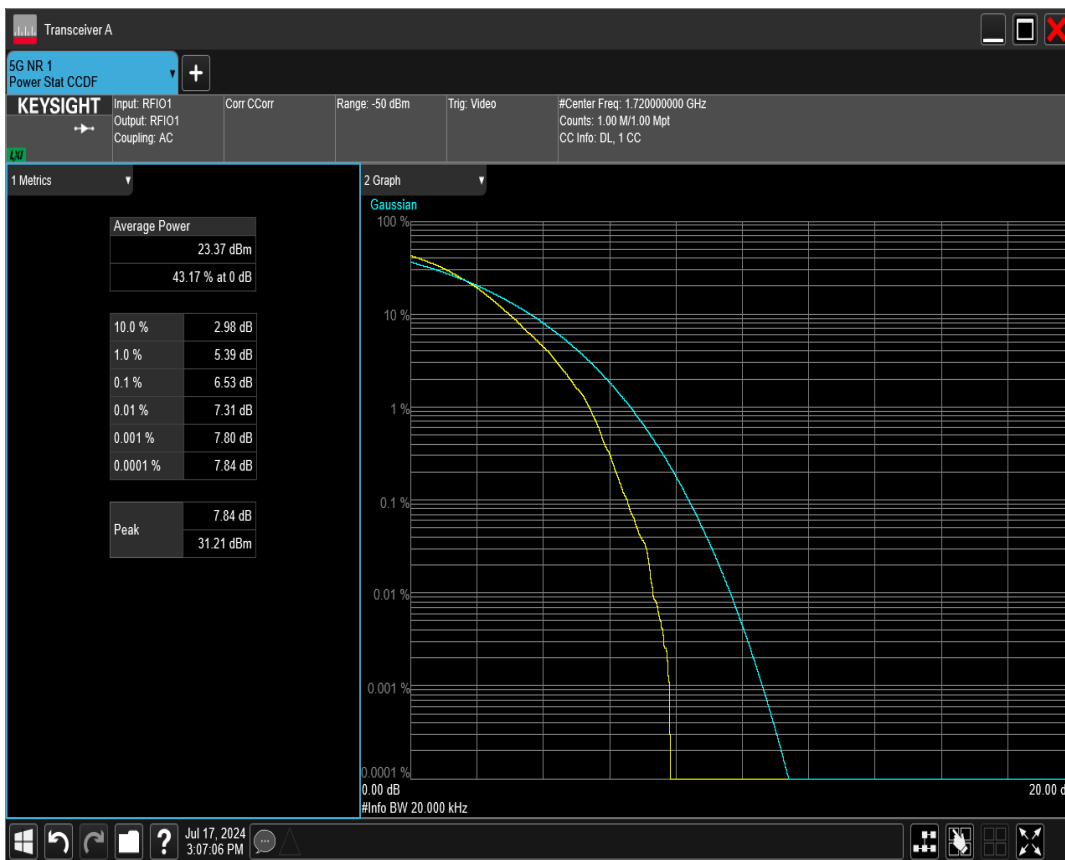 Transceiver A
5G NR 1
Power Stat CCDF
KEYSIGHT
LXI
Input: RFIO1
Output: RFIO1
Coupling: AC
Corr CCorr
Range: -50 dBm
Trig: Video
#Center Freq: 1.720000000 GHz
Counts: 1.00 M/1.00 Mpt
CC Info: DL, 1 CC
1 Metrics
Average Power
23.37 dBm
43.17 % at 0 dB
10.0 % 2.98 dB
1.0 % 5.39 dB
0.1 % 6.53 dB
0.01 % 7.31 dB
0.001 % 7.80 dB
0.0001 % 7.84 dB
Peak 7.84 dB
31.21 dBm
2 Graph
Gaussian
100 %
10 %
1 %
0.1 %
0.01 %
0.001 %
0.0001 %
0.00 dB 20.00 d
#Info BW 20.000 kHz
?
Jul 17, 2024
3:07:06 PM